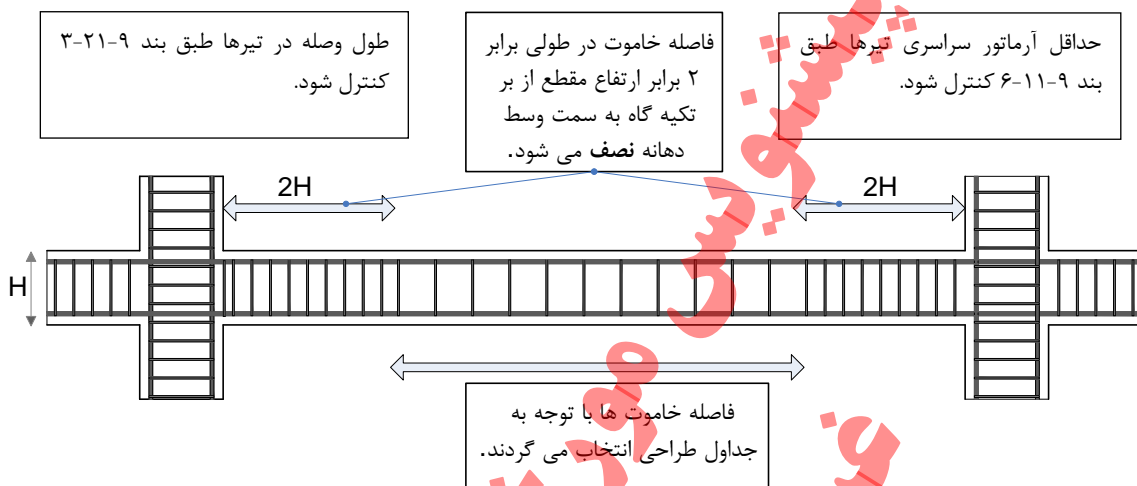 حداقل آرماتور سراسری تیرها طبق
بند ۹-۱۱-۶ کنترل شود.
فاصله خاموت در طولی برابر
۲ برابر ارتفاع مقطع از بر
تکیه گاه به سمت وسط
دهانه نصف می شود.
طول وصله در تیرها طبق بند ۹-۲۱-۳
کنترل شود.
2H
2H
H
فاصله خاموت ها با توجه به
جداول طراحی انتخاب می گردند.